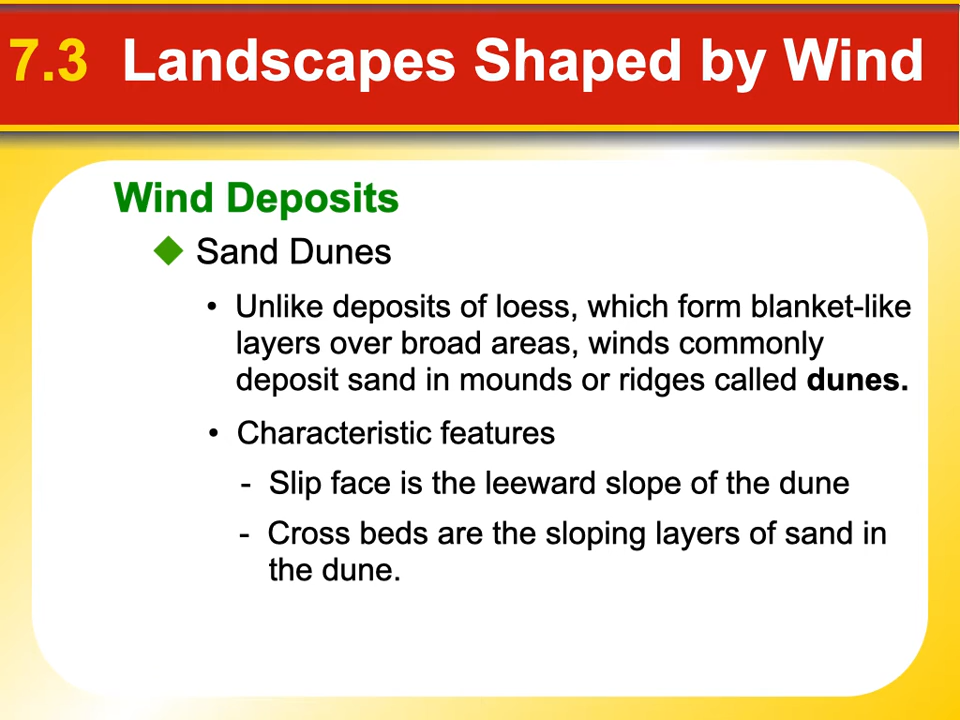 7.3 Landscapes Shaped by Wind
Wind Deposits
Sand Dunes
• Unlike deposits of loess, which form blanket-like
layers over broad areas, winds commonly
deposit sand in mounds or ridges called dunes.
• Characteristic features
- Slip face is the leeward slope of the dune
- Cross beds are the sloping layers of sand in
the dune.